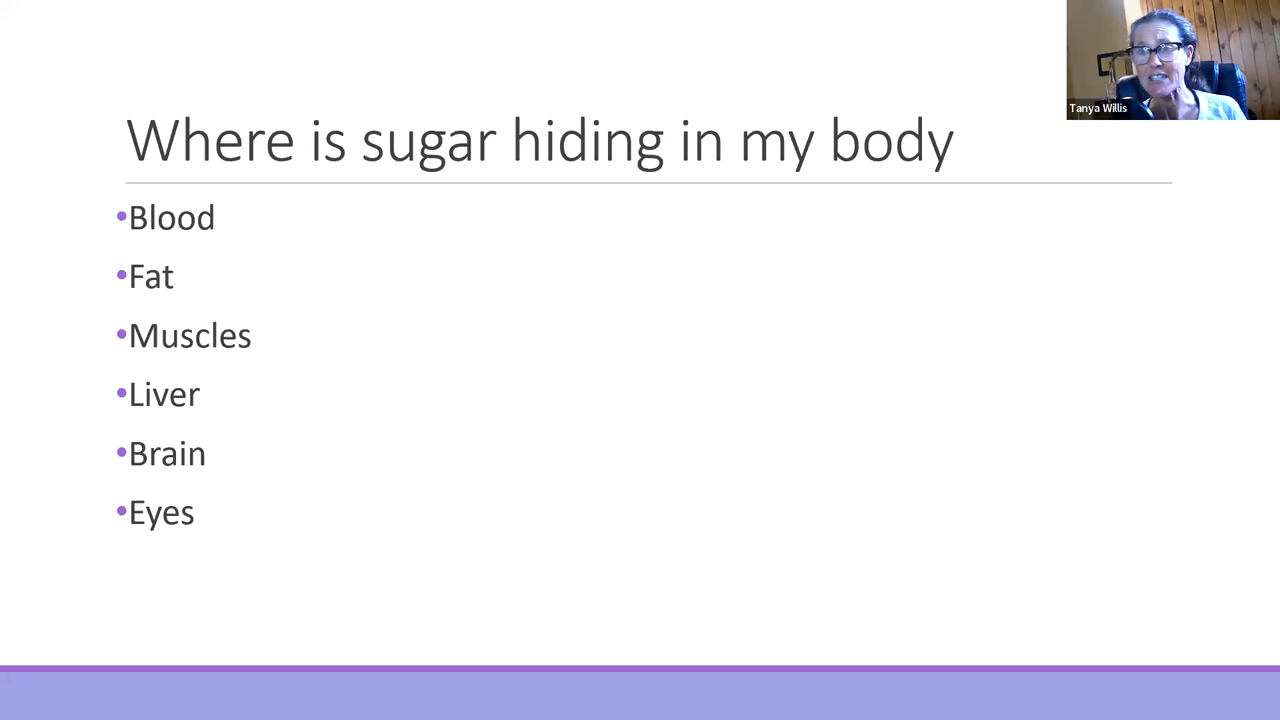 Tanya Willis
Where is sugar hiding in my body
•Blood
•Fat
•Muscles
•Liver
•Brain
•Eyes